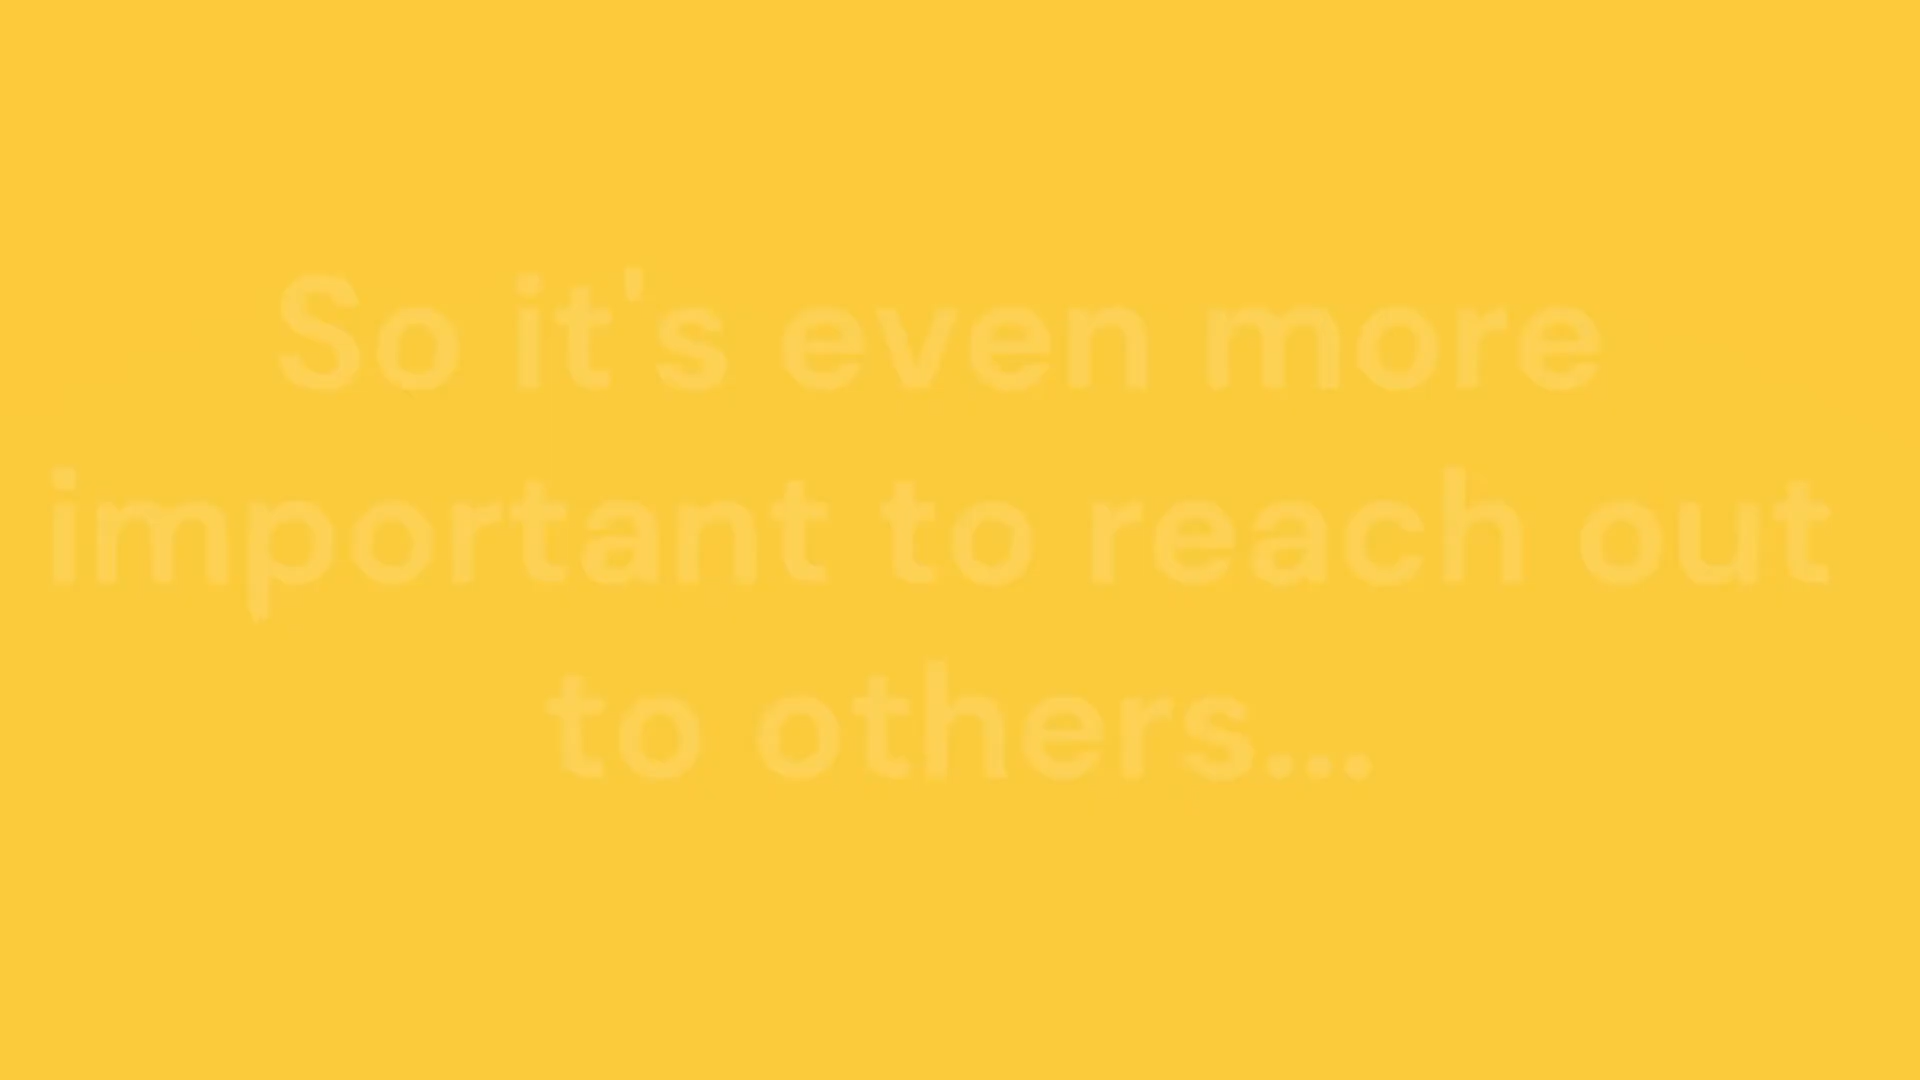 So it's even more
important to reach out
to others...